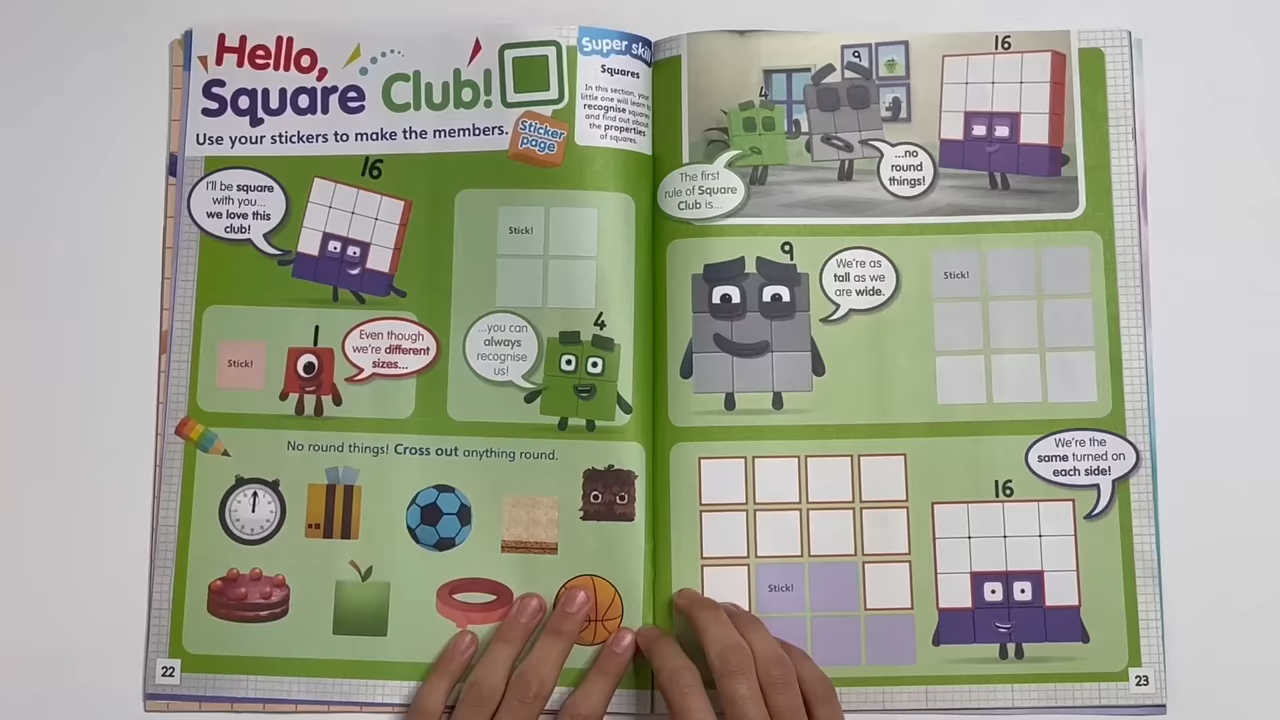 Hello,
Square Club!
Use your stickers to make the members.
Sticker
page
Super skill
Squares
In this section, your
little one will learn to
recognise squares
and find out about
the properties
of squares.
16
I'll be square
with you...
we love this
club!
Stick!
Stick!
1
Even though
we're different
sizes...
...you can
always
recognise
us!
4
No round things! Cross out anything round.
22
4
9
16
The first
rule of Square
Club is...
...no
round
things!
9
We're as
tall as we
are wide.
Stick!
Stick!
We're the
same turned on
each side!
16
23